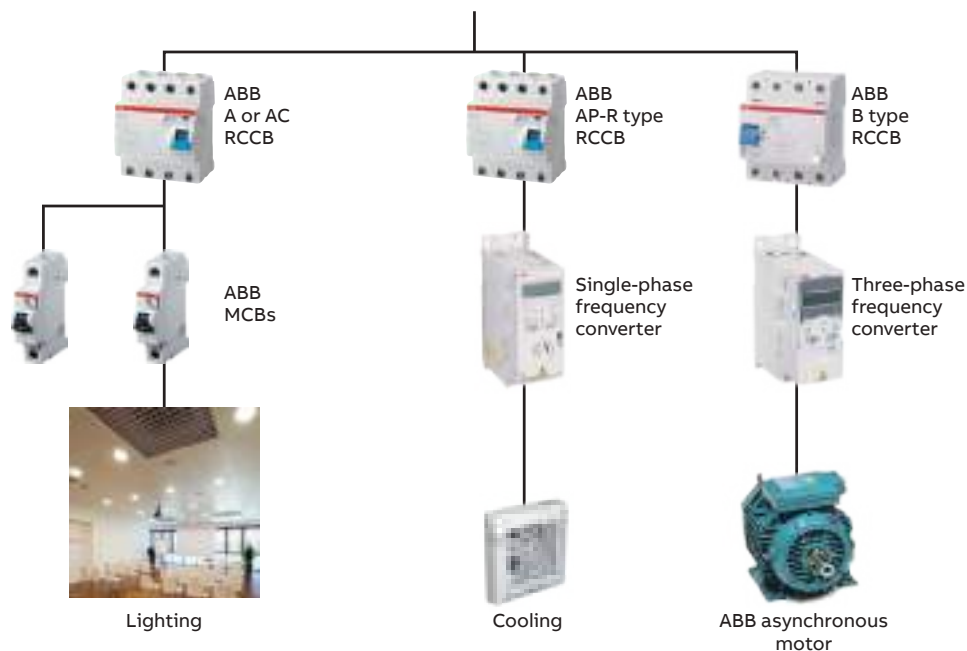 ABB
A or AC
RCCB
ABB
AP-R type
RCCB
ABB
B type
RCCB
ABB
MCBs
Single-phase
frequency
converter
Three-phase
frequency
converter
Lighting
Cooling
ABB asynchronous
motor